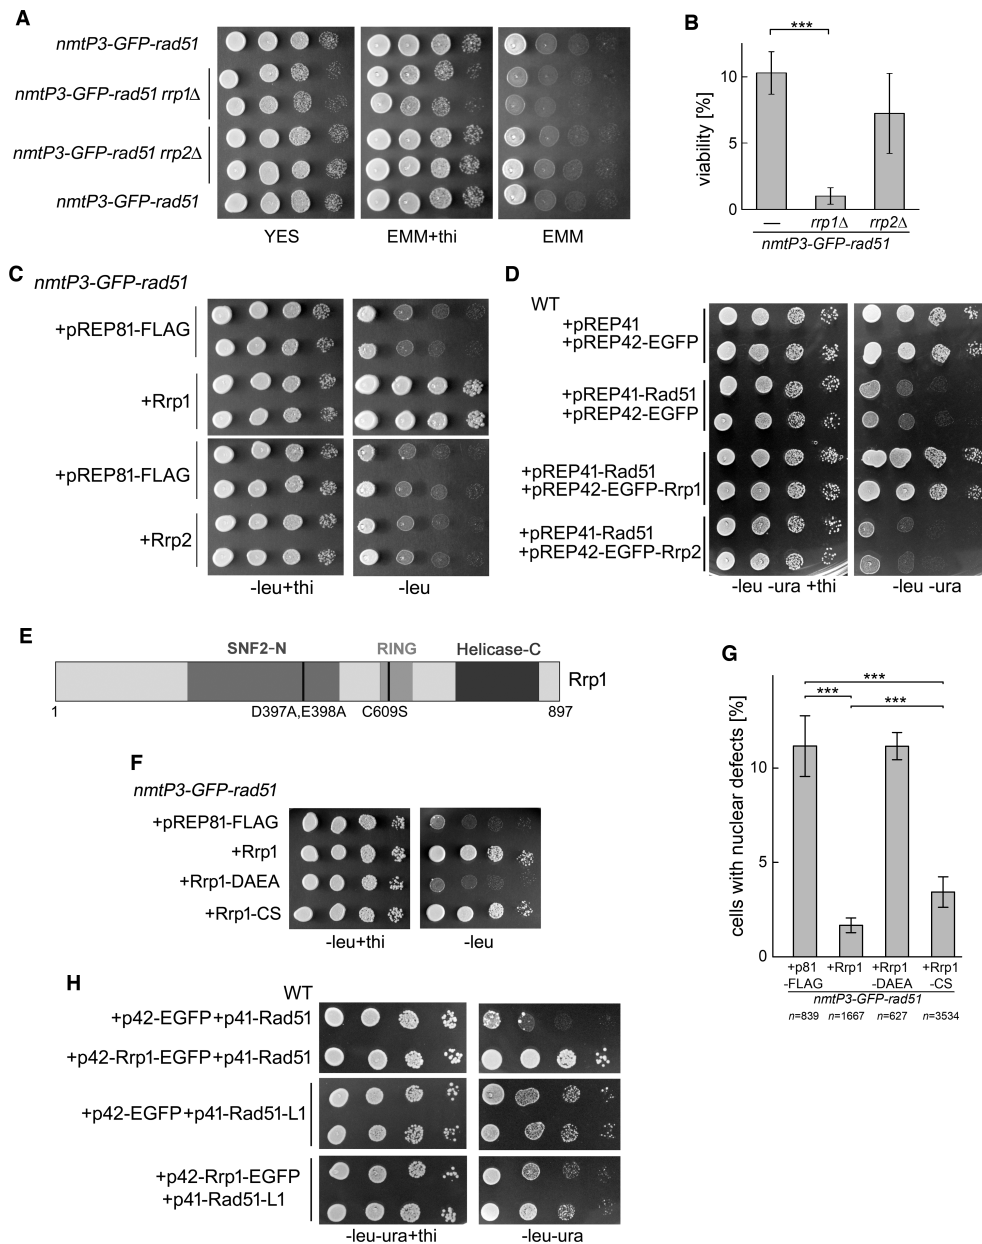 A
nmtP3-GFP-rad51
nmtP3-GFP-rad51 rrp1Δ
nmtP3-GFP-rad51 rrp2Δ
nmtP3-GFP-rad51
YES
EMM+thi
EMM
B
***
viability [%]
10
5
0
—
rrp1Δ
rrp2Δ
nmtP3-GFP-rad51
C
nmtP3-GFP-rad51
+pREP81-FLAG
+Rrp1
+pREP81-FLAG
+Rrp2
-leu+thi
-leu
D
WT
+pREP41
+pREP42-EGFP
+pREP41-Rad51
+pREP42-EGFP
+pREP41-Rad51
+pREP42-EGFP-Rrp1
+pREP41-Rad51
+pREP42-EGFP-Rrp2
-leu -ura +thi
-leu -ura
E
SNF2-N
RING
Helicase-C
Rrp1
1
D397A,E398A
C609S
897
F
nmtP3-GFP-rad51
+pREP81-FLAG
+Rrp1
+Rrp1-DAEA
+Rrp1-CS
-leu+thi
-leu
G
***
***
***
cells with nuclear defects [%]
10
5
0
+p81
-FLAG
+Rrp1
+Rrp1
-DAEA
+Rrp1
-CS
nmtP3-GFP-rad51
n=839
n=1667
n=627
n=3534
H
WT
+p42-EGFP+p41-Rad51
+p42-Rrp1-EGFP+p41-Rad51
+p42-EGFP+p41-Rad51-L1
+p42-Rrp1-EGFP
+p41-Rad51-L1
-leu-ura+thi
-leu-ura